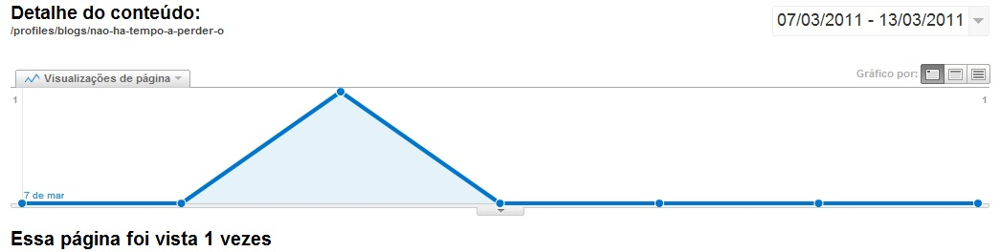 Detalhe do conteúdo:
/profiles/blogs/nao-ha-tempo-a-perder-o
07/03/2011 - 13/03/2011
Visualizações de página
Gráfico por:
1
1
7 de mar
Essa página foi vista 1 vezes